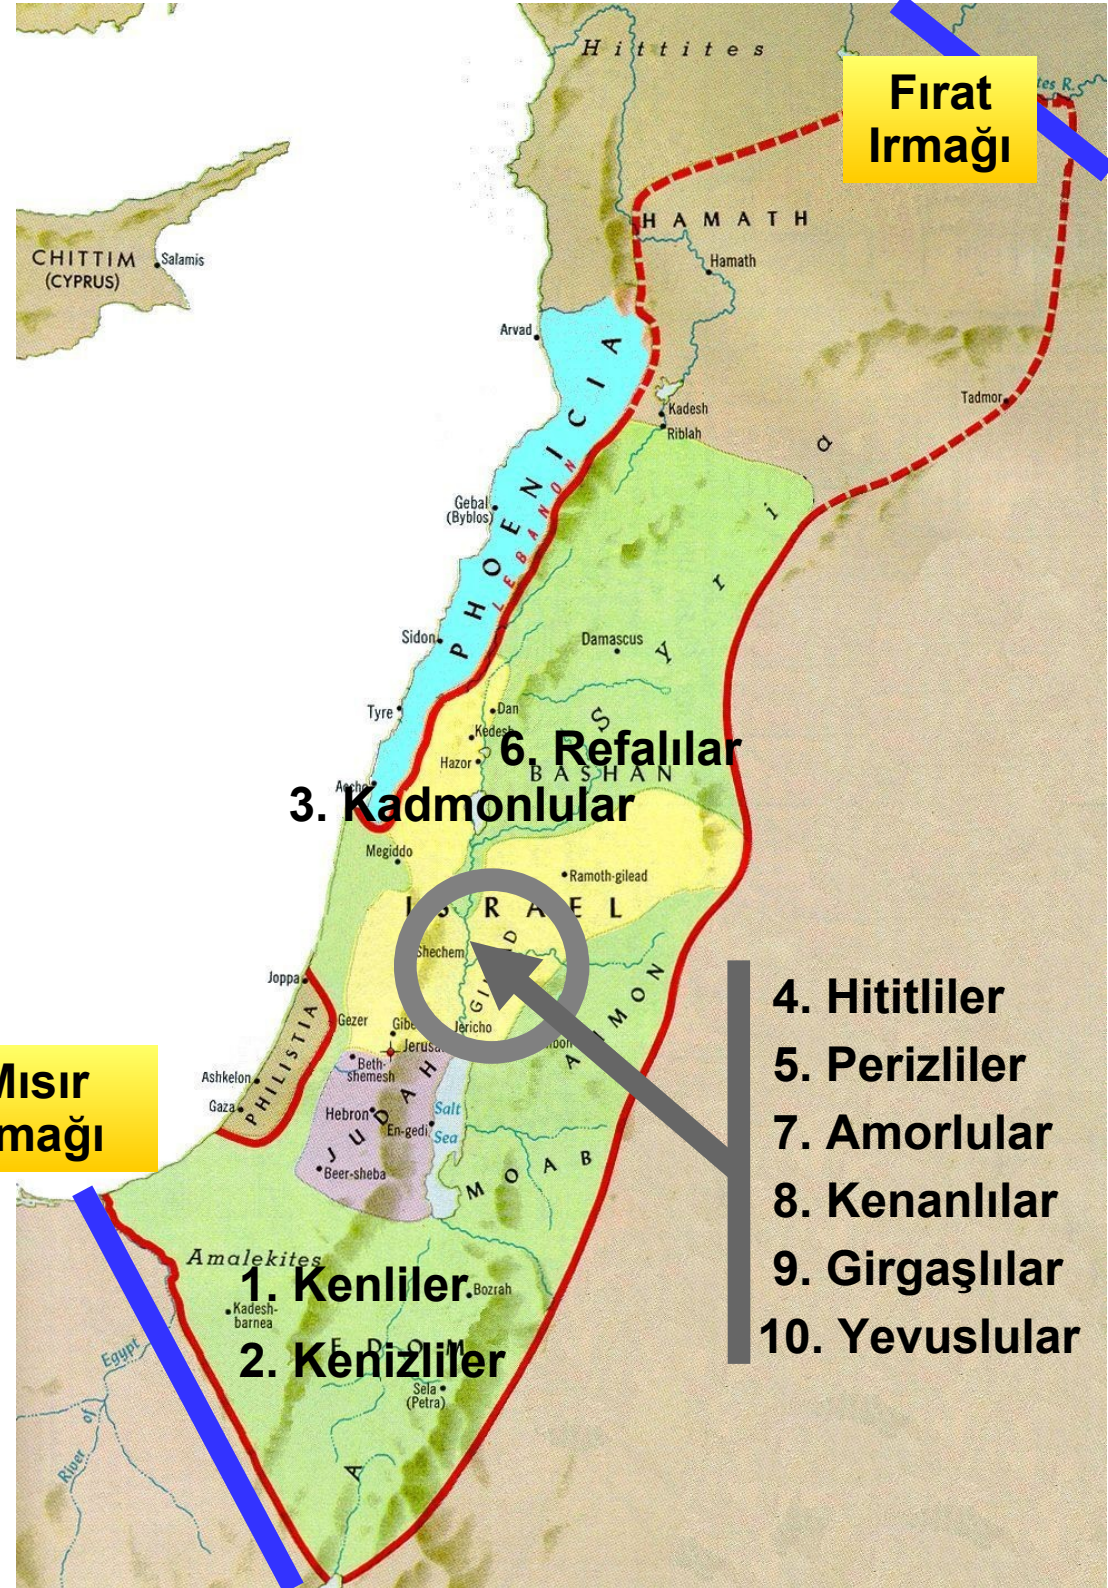 Hittites
Fırat
Irmağı
tes R.
HAMATH
CHITTIM
(CYPRUS)
Salamis
Hamath
Arvad
PHOENICIA
LEBANON
Kadesh
Riblah
Tadmor
Syria
Gebal
(Byblos)
Sidon
Damascus
Tyre
Dan
Kedesh
Hazor
6. Refalılar
BASHAN
3. Kadmonlular
Megiddo
Ramoth-gilead
ISRAEL
Shechem
Joppa
Gezer
Jericho
AMMON
PHILISTIA
Ashkelon
Gaza
Beth-
shemesh
Hebron
En-gedi
JUDAH
Salt
Sea
Beer-sheba
MOAB
4. Hititliler
5. Perizliler
7. Amorlular
8. Kenanlılar
9. Girgaşlılar
10. Yevuslular
Mısır
rmağı
Amalekites
1. Kenliler
Bozrah
Kadesh-
barnea
EDOM
2. Kenizliler
Sela
(Petra)
River of Egypt
A